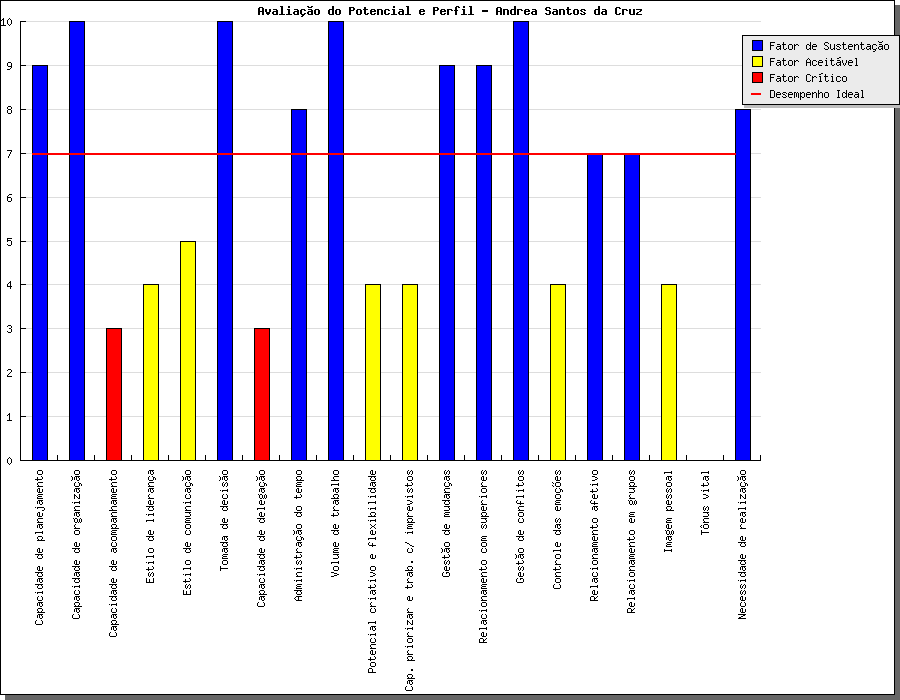 Avaliação do Potencial e Perfil - Andrea Santos da Cruz
Fator de Sustentação
Fator Aceitável
Fator Crítico
Desempenho Ideal
10
9
8
7
6
5
4
3
2
1
0
Capacidade de planejamento
Capacidade de organização
Capacidade de acompanhamento
Estilo de liderança
Estilo de comunicação
Tomada de decisão
Capacidade de delegação
Administração do tempo
Volume de trabalho
Potencial criativo e flexibilidade
Cap. priorizar e trab. c/ imprevistos
Gestão de mudanças
Relacionamento com superiores
Gestão de conflitos
Controle das emoções
Relacionamento afetivo
Relacionamento em grupos
Imagem pessoal
Tônus vital
Necessidade de realização